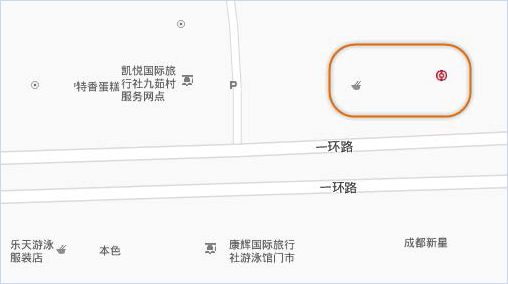 凯悦国际旅
行社九茹村
服务网点
特香蛋糕
P
一环路
一环路
乐天游泳
服装店
本色
康辉国际旅行
社游泳馆门市
成都新星